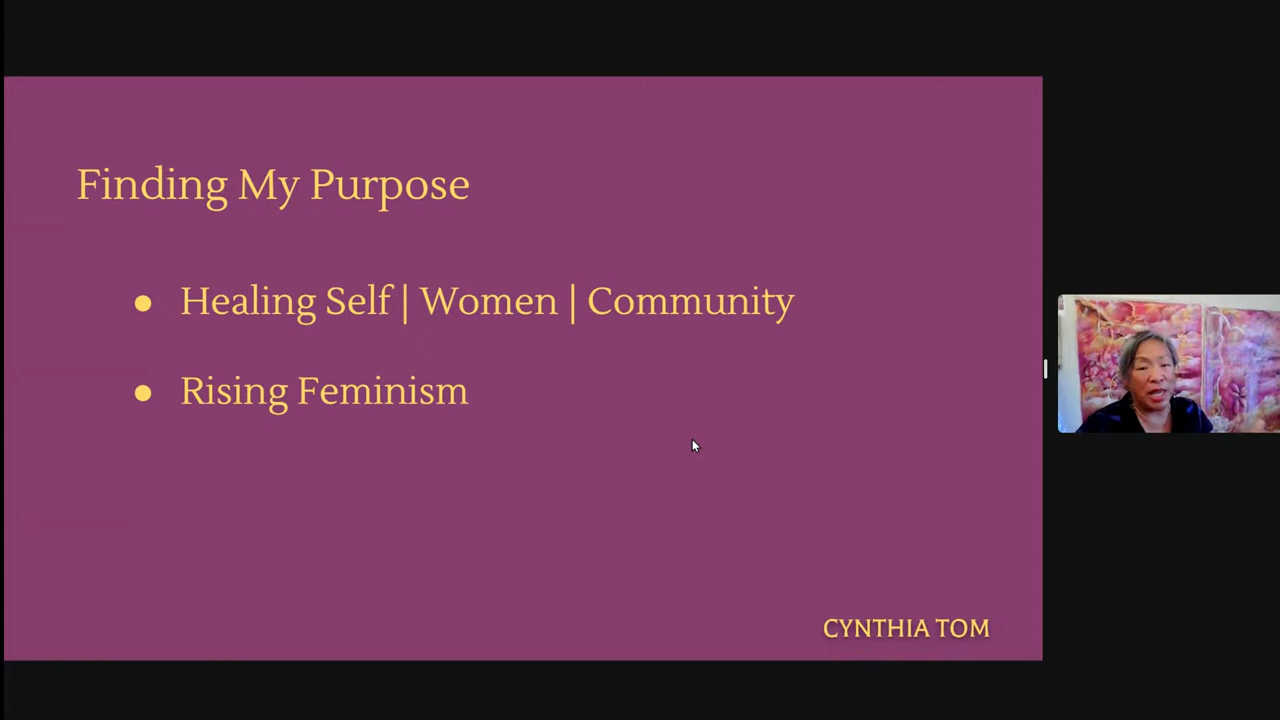 Finding My Purpose
● Healing Self | Women | Community
● Rising Feminism
CYNTHIA TOM